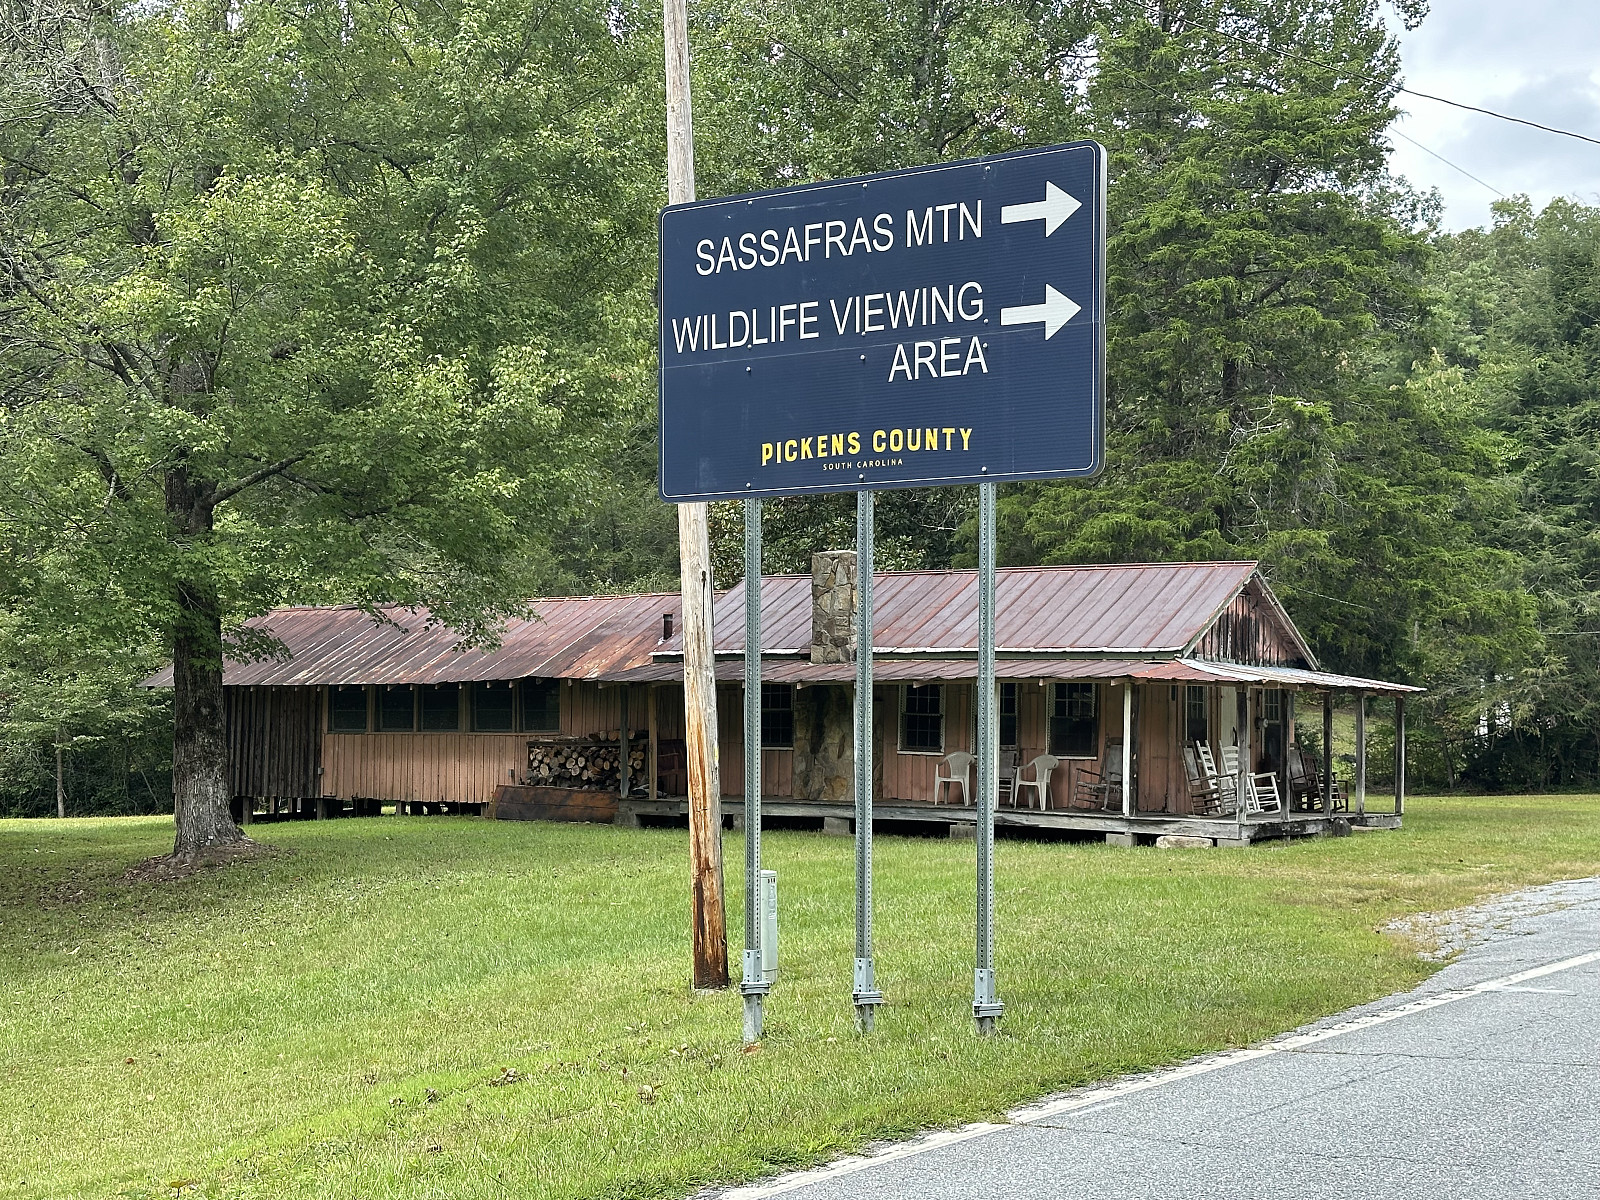 SASSAFRAS MTN
WILDLIFE VIEWING
AREA
PICKENS COUNTY
SOUTH CAROLINA